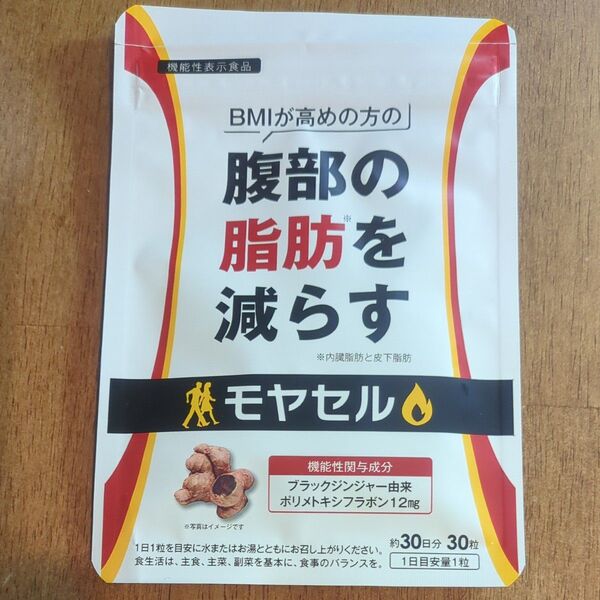 機能性表示食品
BMIが高めの方の
腹部の
脂肪※を
減らす
※内臓脂肪と皮下脂肪
モヤセル
機能性関与成分
ブラックジンジャー由来
ポリメトキシフラボン12mg
※写真はイメージです
1日1粒を目安に水またはお湯とともにお召し上がりください。
食生活は、主食、主菜、副菜を基本に、食事のバランスを。
約30日分 30粒
1日目安量1粒